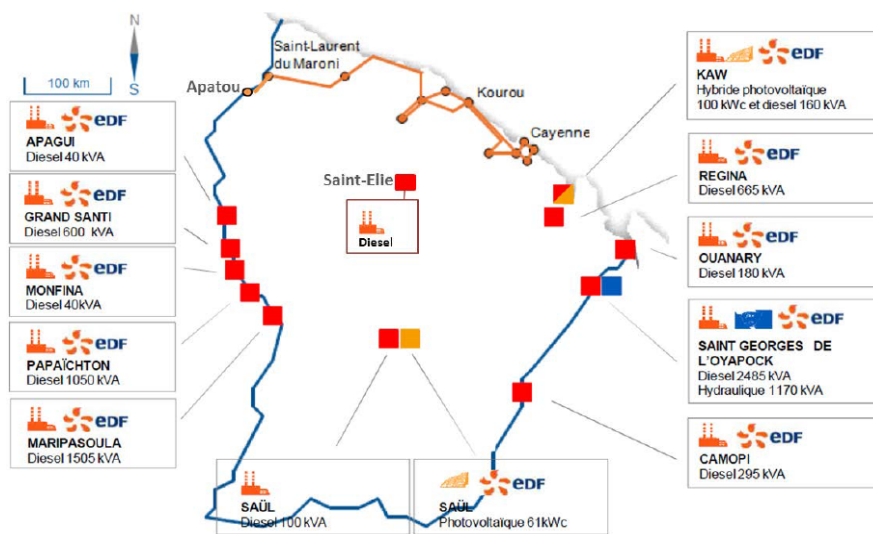 N
S
100 km
Saint-Laurent
du Maroni
Apatou
Kourou
Cayenne
Saint-Elie
Diesel
eDF
APAGUI
Diesel 40 kVA
eDF
GRAND SANTI
Diesel 600 kVA
eDF
MONFINA
Diesel 40kVA
eDF
PAPAÏCHTON
Diesel 1050 kVA
eDF
MARIPASOULA
Diesel 1505 kVA
SAÜL
Diesel 100 kVA
eDF
SAÜL
Photovoltaïque 61kWc
eDF
KAW
Hybride photovoltaïque
100 kWc et diesel 160 kVA
eDF
REGINA
Diesel 665 kVA
eDF
OUANARY
Diesel 180 kVA
eDF
SAINT GEORGES DE
L'OYAPOCK
Diesel 2485 kVA
Hydraulique 1170 kVA
eDF
CAMOPI
Diesel 295 kVA